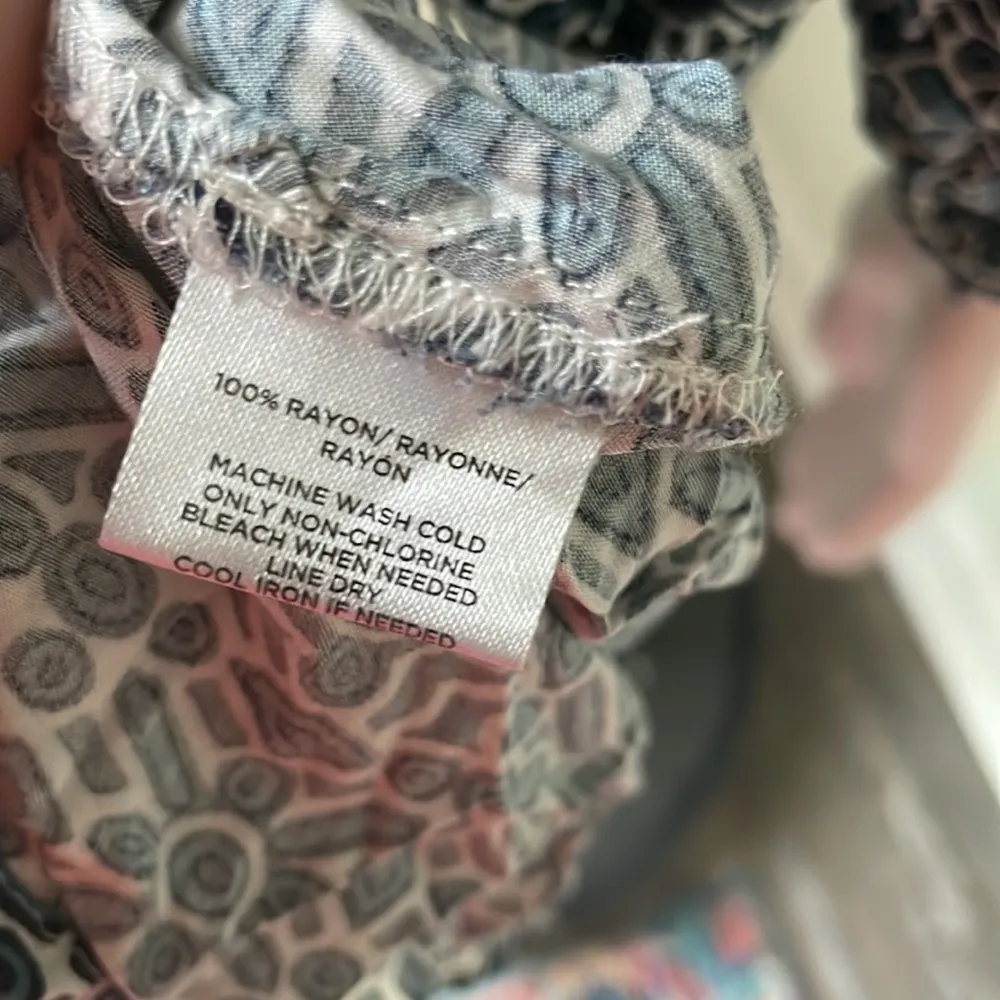 100% RAYON/ RAYONNE/
RAYÓN
MACHINE WASH COLD
ONLY NON-CHLORINE
BLEACH WHEN NEEDED
LINE DRY
COOL IRON IF NEEDED